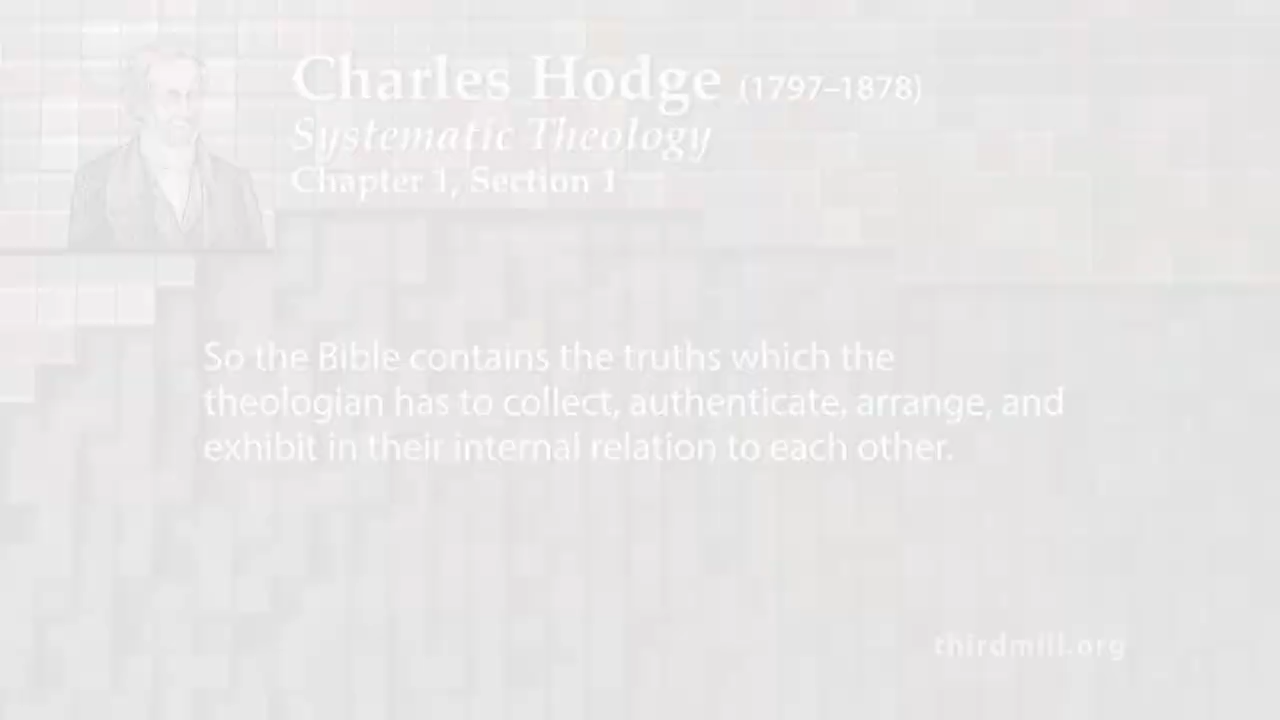 Charles Hodge (1797–1878)
Systematic Theology
Chapter 1, Section 1
So the Bible contains the truths which the
theologian has to collect, authenticate, arrange, and
exhibit in their internal relation to each other.
thirdmill.org